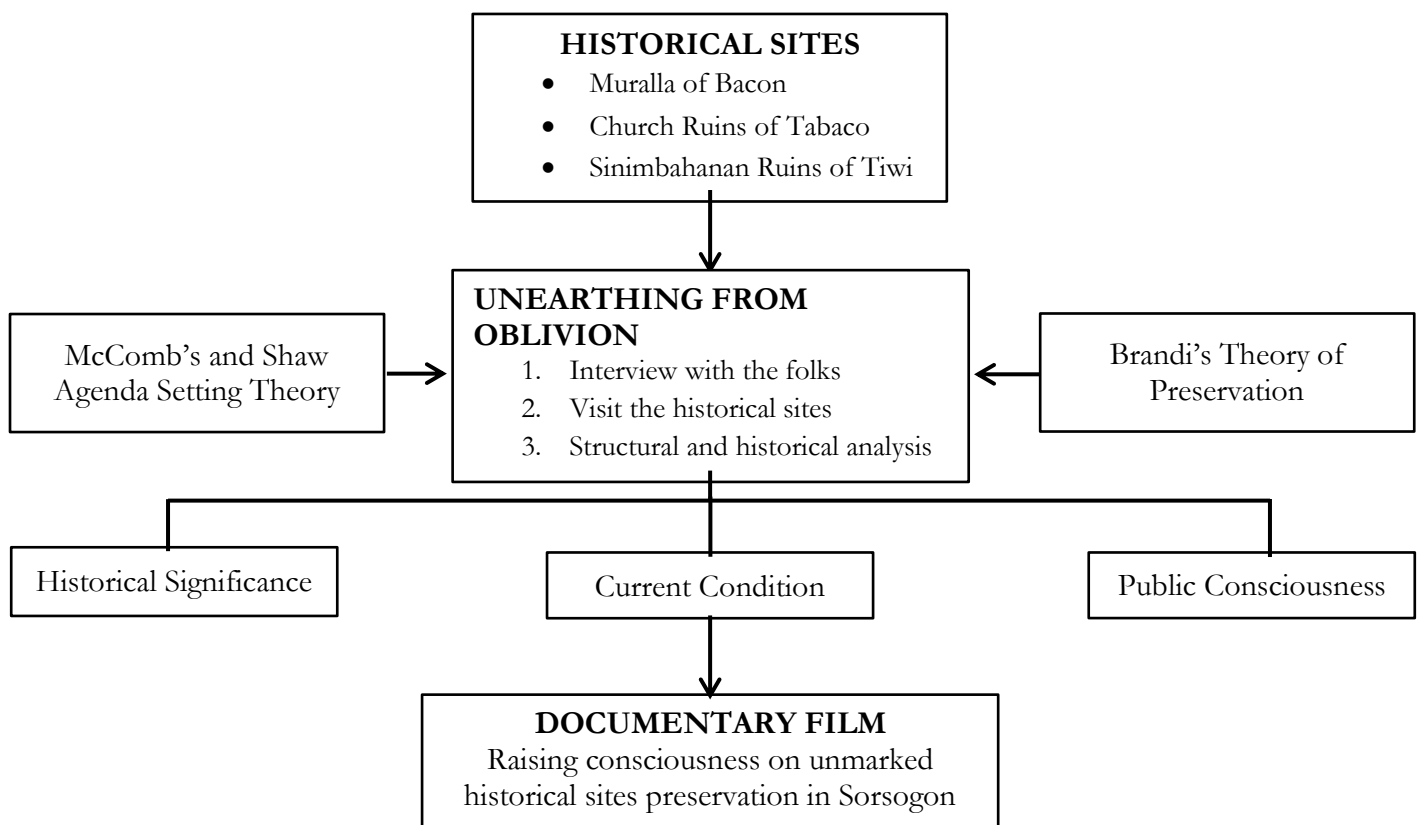 HISTORICAL SITES
• Muralla of Bacon
• Church Ruins of Tabaco
• Sinimbahanan Ruins of Tiwi
McComb’s and Shaw
Agenda Setting Theory
UNEARTHING FROM
OBLIVION
1. Interview with the folks
2. Visit the historical sites
3. Structural and historical analysis
Brandi’s Theory of
Preservation
Historical Significance
Current Condition
Public Consciousness
DOCUMENTARY FILM
Raising consciousness on unmarked
historical sites preservation in Sorsogon